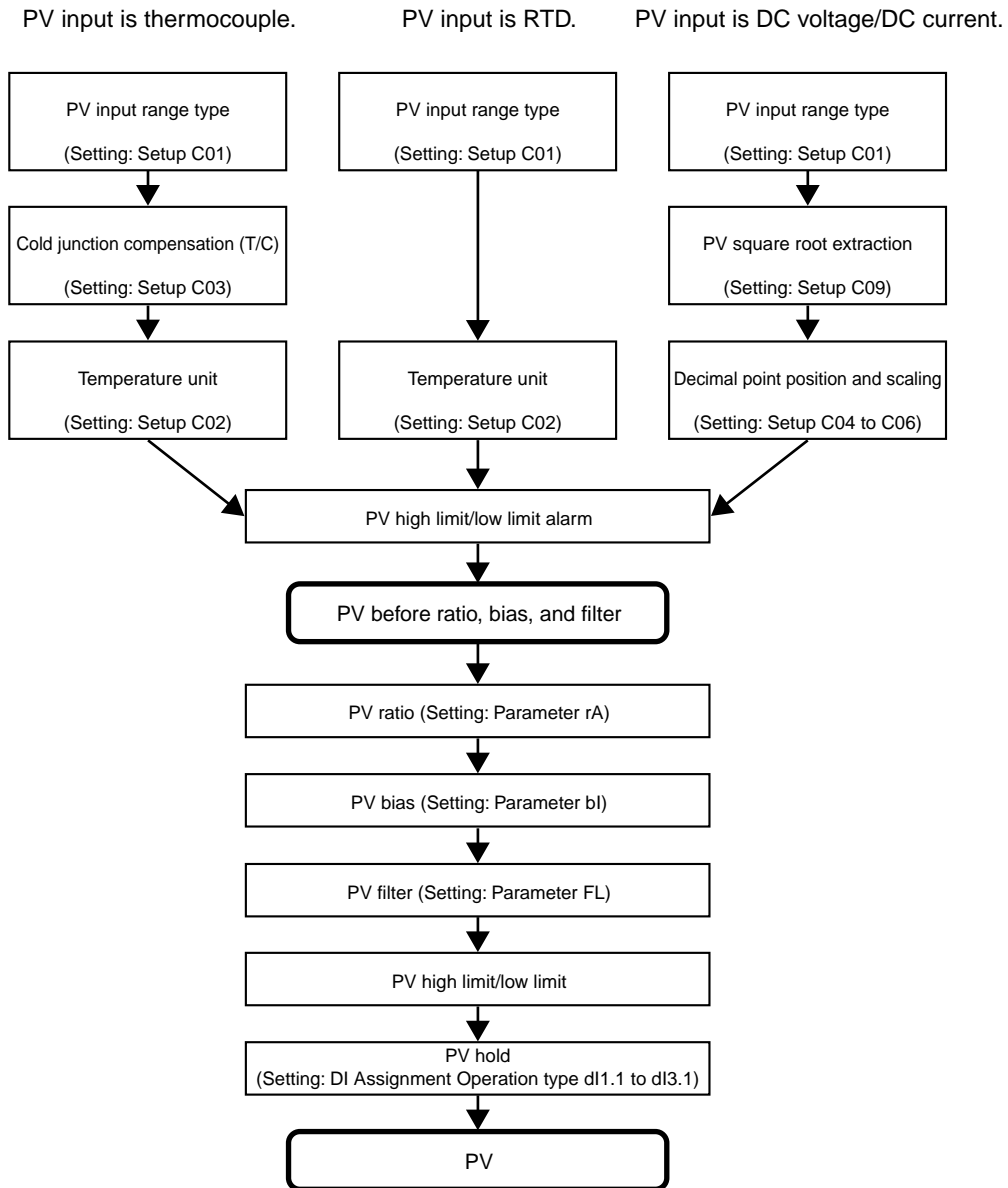 PV input is thermocouple.
PV input is RTD.
PV input is DC voltage/DC current.
PV input range type
(Setting: Setup C01)
PV input range type
(Setting: Setup C01)
PV input range type
(Setting: Setup C01)
Cold junction compensation (T/C)
(Setting: Setup C03)
PV square root extraction
(Setting: Setup C09)
Temperature unit
(Setting: Setup C02)
Temperature unit
(Setting: Setup C02)
Decimal point position and scaling
(Setting: Setup C04 to C06)
PV high limit/low limit alarm
PV before ratio, bias, and filter
PV ratio (Setting: Parameter rA)
PV bias (Setting: Parameter bI)
PV filter (Setting: Parameter FL)
PV high limit/low limit
PV hold
(Setting: DI Assignment Operation type dI1.1 to dI3.1)
PV